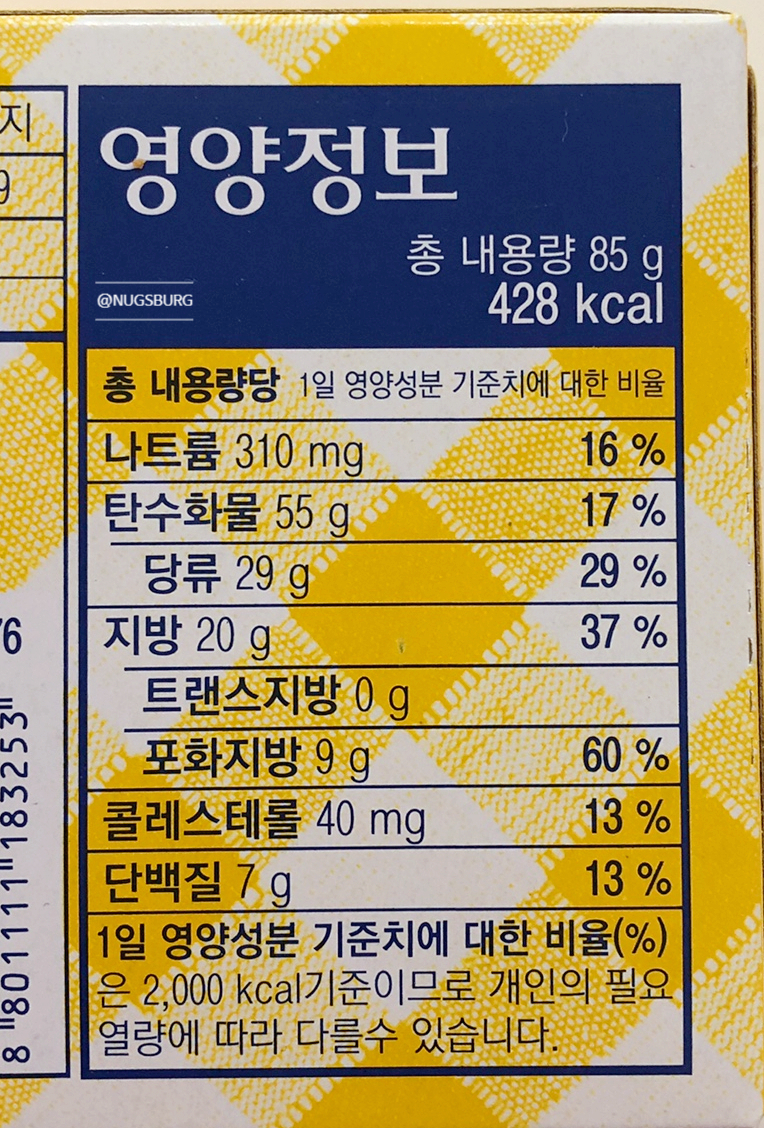 지
9
영양정보
총 내용량 85 g
428 kcal
@NUGSBURG
총 내용량당 1일 영양성분 기준치에 대한 비율
나트륨 310 mg 16 %
탄수화물 55 g 17 %
당류 29 g 29 %
지방 20 g 37 %
트랜스지방 0 g
포화지방 9 g 60 %
콜레스테롤 40 mg 13 %
단백질 7 g 13 %
1일 영양성분 기준치에 대한 비율(%)
은 2,000 kcal기준이므로 개인의 필요
열량에 따라 다를수 있습니다.
6
8 "801111"183253"